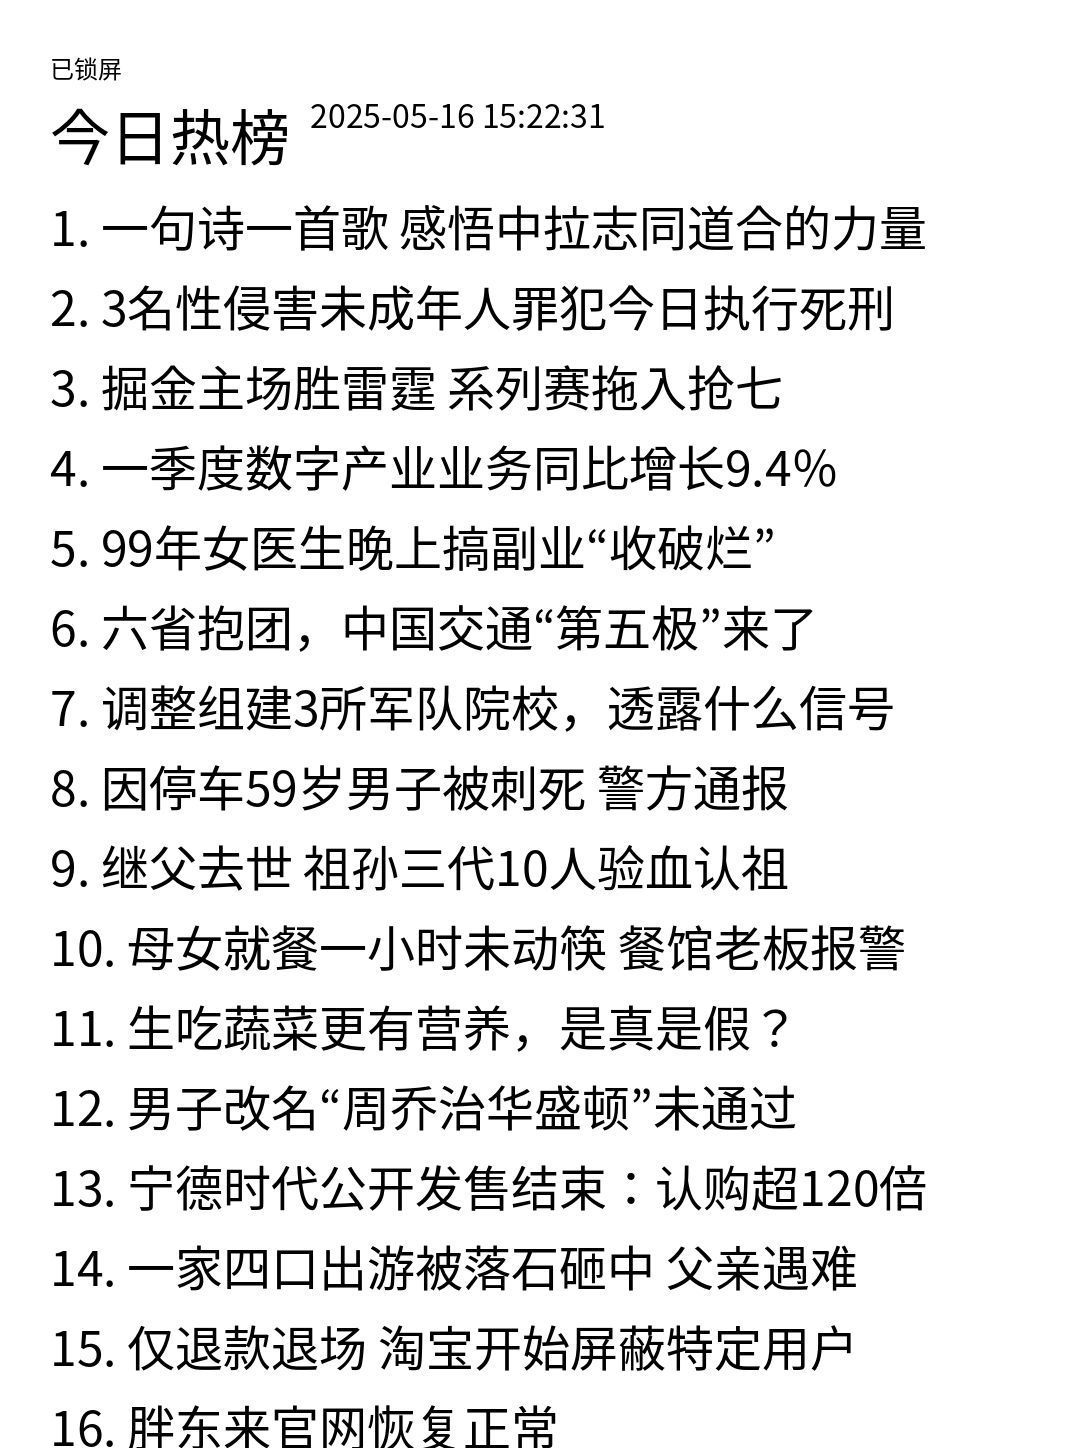 已锁屏
今日热榜 2025-05-16 15:22:31
1. 一句诗一首歌 感悟中拉志同道合的力量
2. 3名性侵害未成年人罪犯今日执行死刑
3. 掘金主场胜雷霆 系列赛拖入抢七
4. 一季度数字产业业务同比增长9.4%
5. 99年女医生晚上搞副业“收破烂”
6. 六省抱团，中国交通“第五极”来了
7. 调整组建3所军队院校，透露什么信号
8. 因停车59岁男子被刺死 警方通报
9. 继父去世 祖孙三代10人验血认祖
10. 母女就餐一小时未动筷 餐馆老板报警
11. 生吃蔬菜更有营养，是真是假？
12. 男子改名“周乔治华盛顿”未通过
13. 宁德时代公开发售结束：认购超120倍
14. 一家四口出游被落石砸中 父亲遇难
15. 仅退款退场 淘宝开始屏蔽特定用户
16. 胖东来官网恢复正常